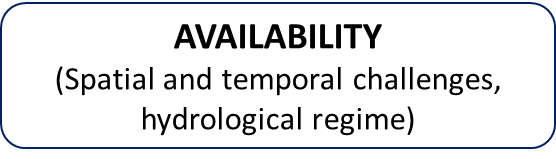 AVAILABILITY
(Spatial and temporal challenges,
hydrological regime)